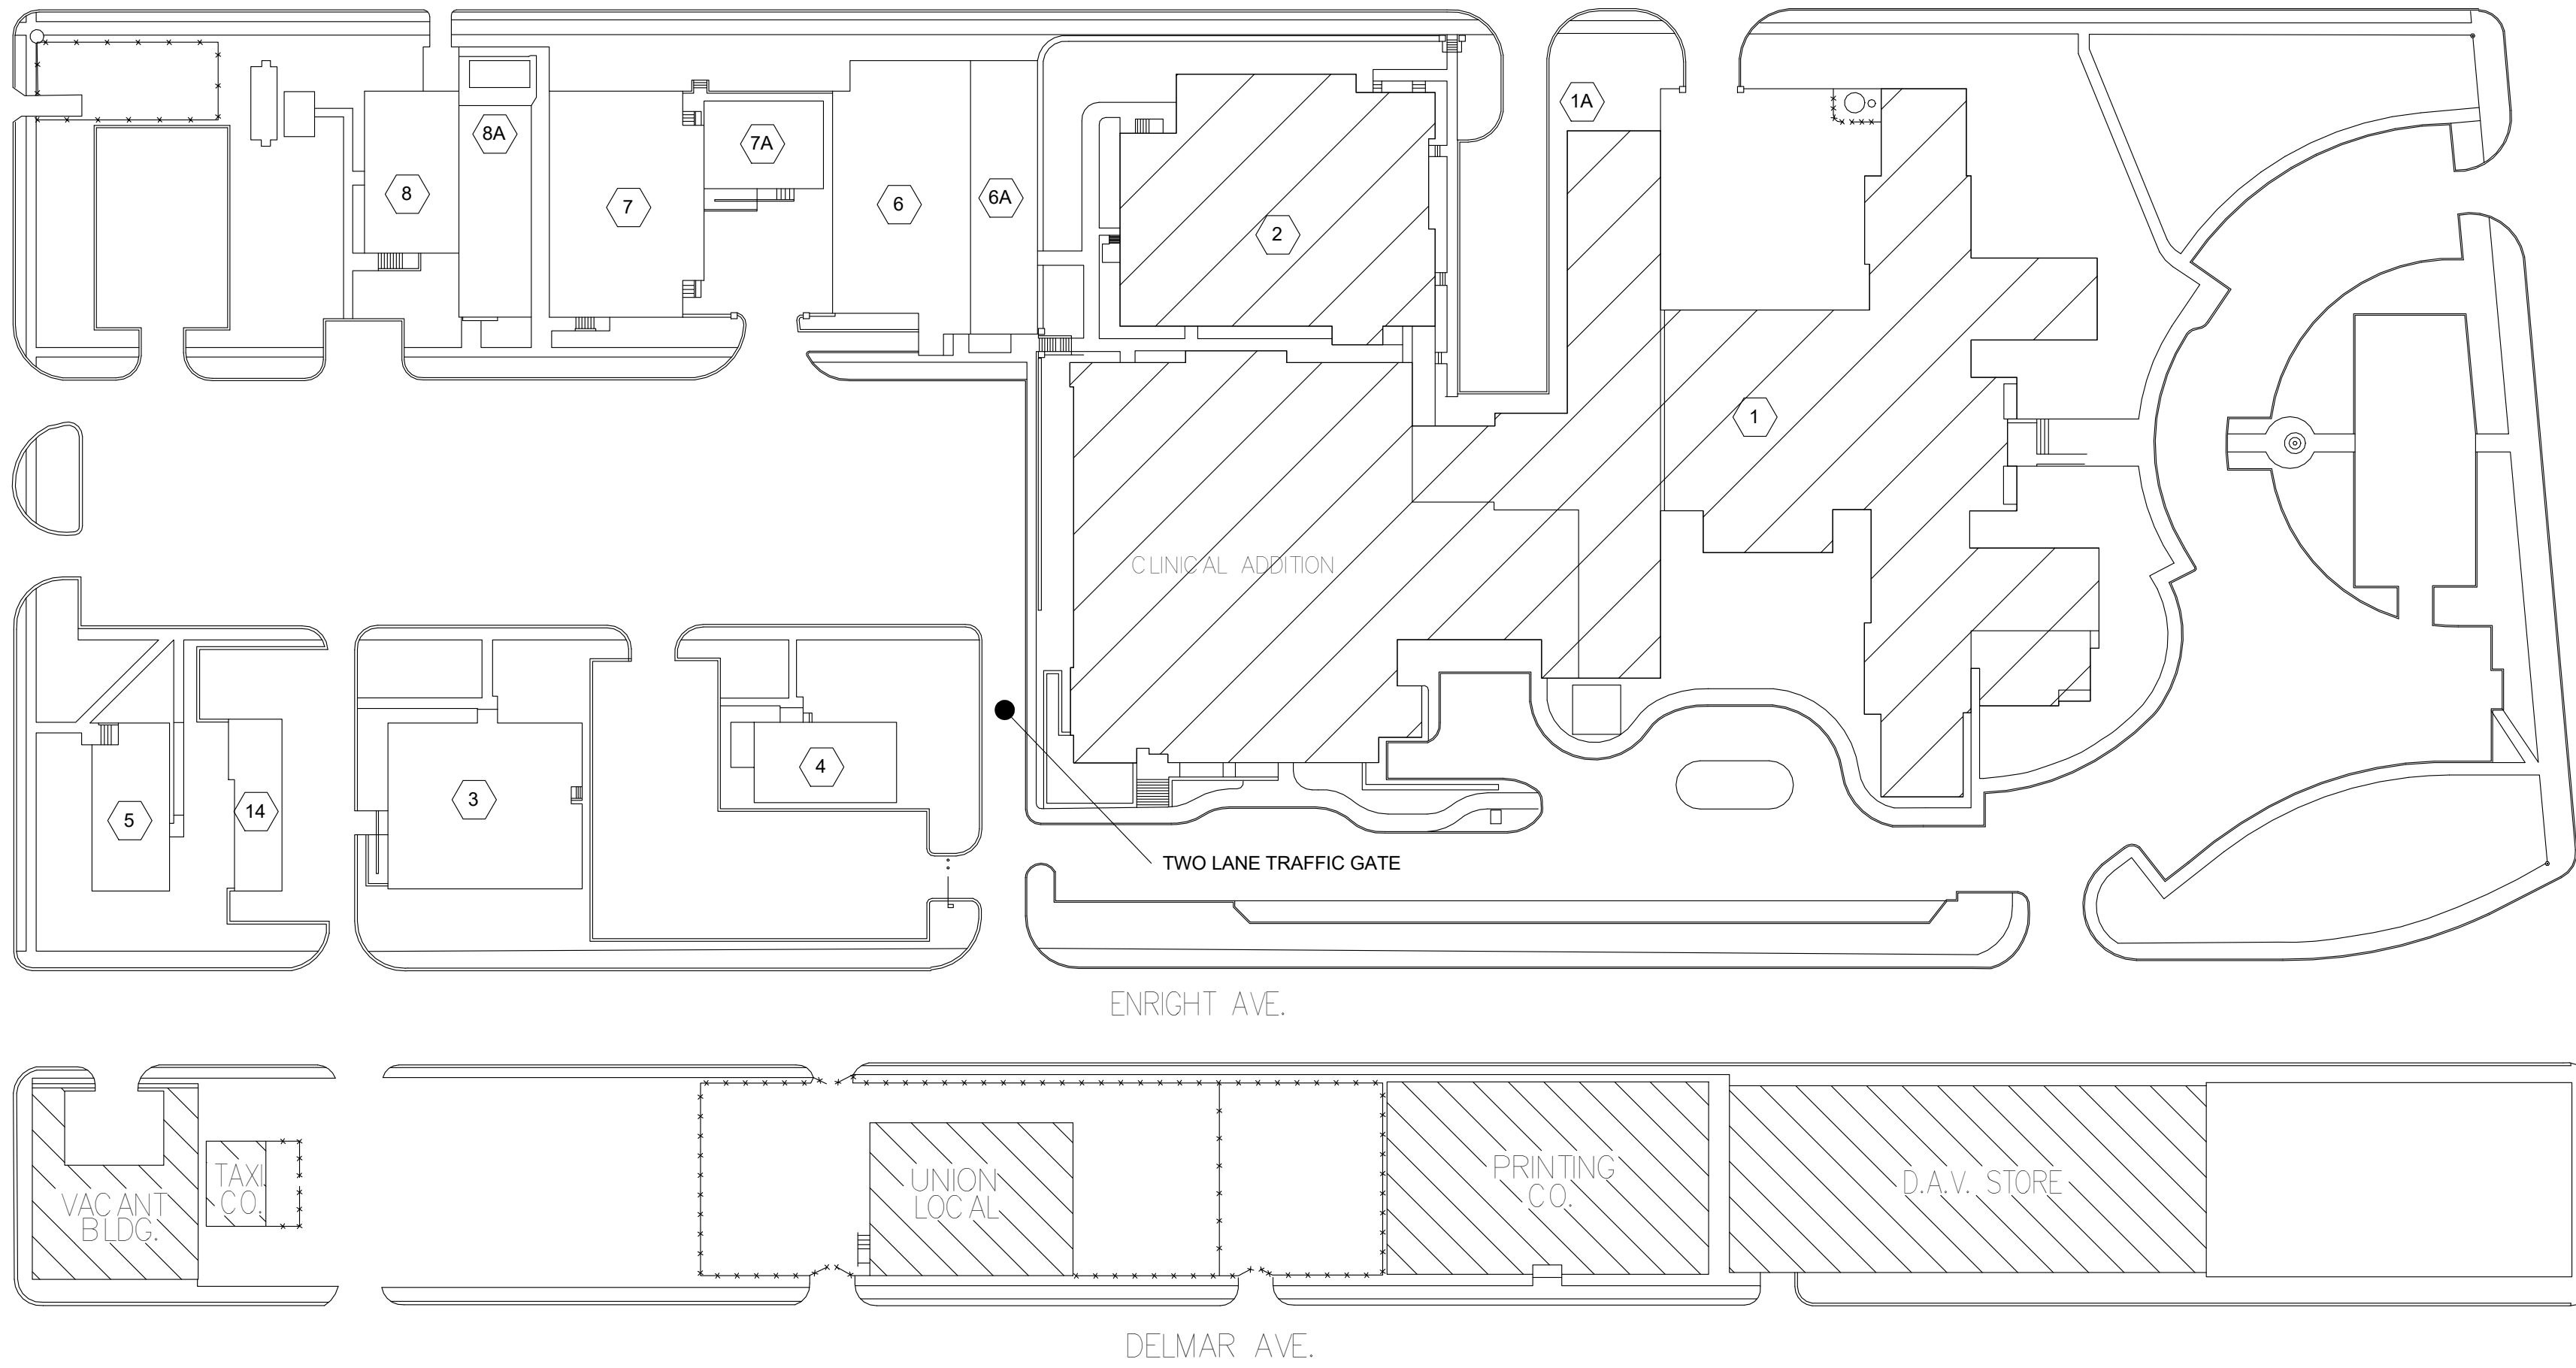 1A
8A
7A
8
6A
6
7
2
1
CLINICAL ADDITION
4
3
14
5
TWO LANE TRAFFIC GATE
ENRIGHT AVE.
VACANT
BLDG.
TAXI
CO.
UNION
LOCAL
PRINTING
CO.
D.A.V. STORE
DELMAR AVE.